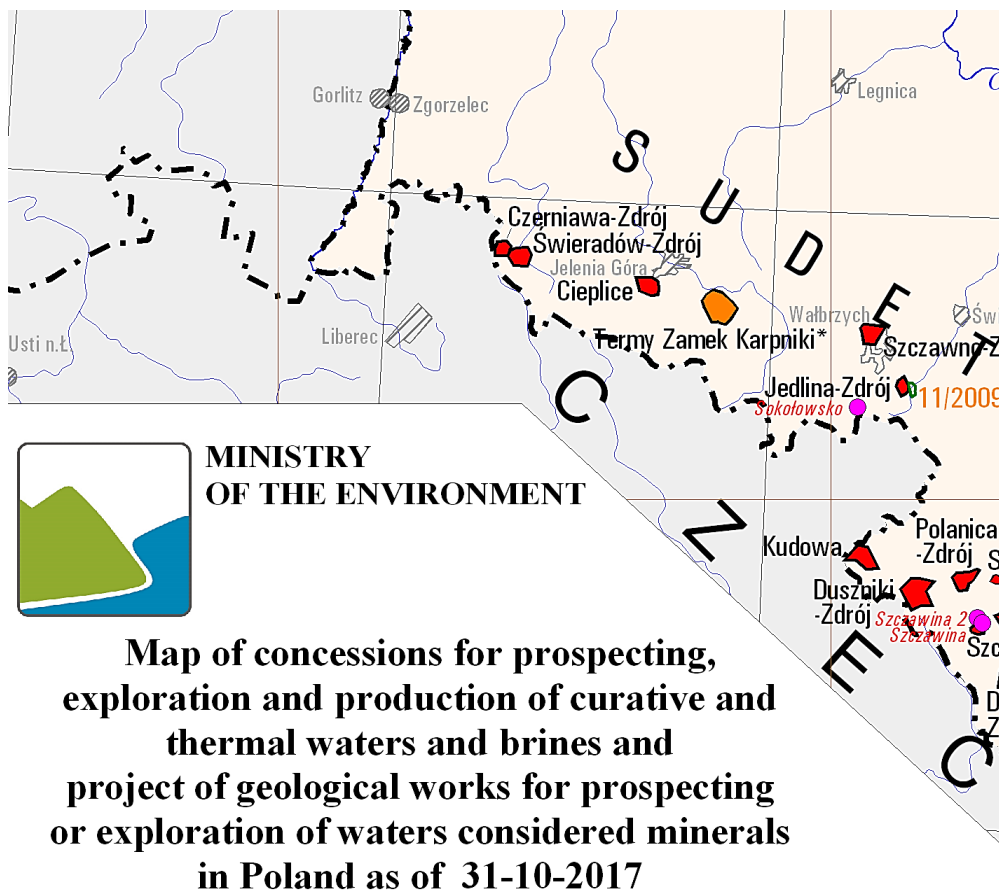 Gorlitz
Zgorzelec
Legnica
S
U
D
E
T
Czerniawa-Zdrój
Świeradów-Zdrój
Jelenia Góra
Cieplice
Termy Zamek Karpniki*
Wałbrzych
Liberec
Usti n.Ł
Jedlina-Zdrój
11/2009
Sokołowsko
C
Z
E
C
Kudowa
Polanica
-Zdrój
Duszniki
-Zdrój
Szczawina 2
Szczawina
MINISTRY
OF THE ENVIRONMENT
Map of concessions for prospecting,
exploration and production of curative and
thermal waters and brines and
project of geological works for prospecting
or exploration of waters considered minerals
in Poland as of 31-10-2017